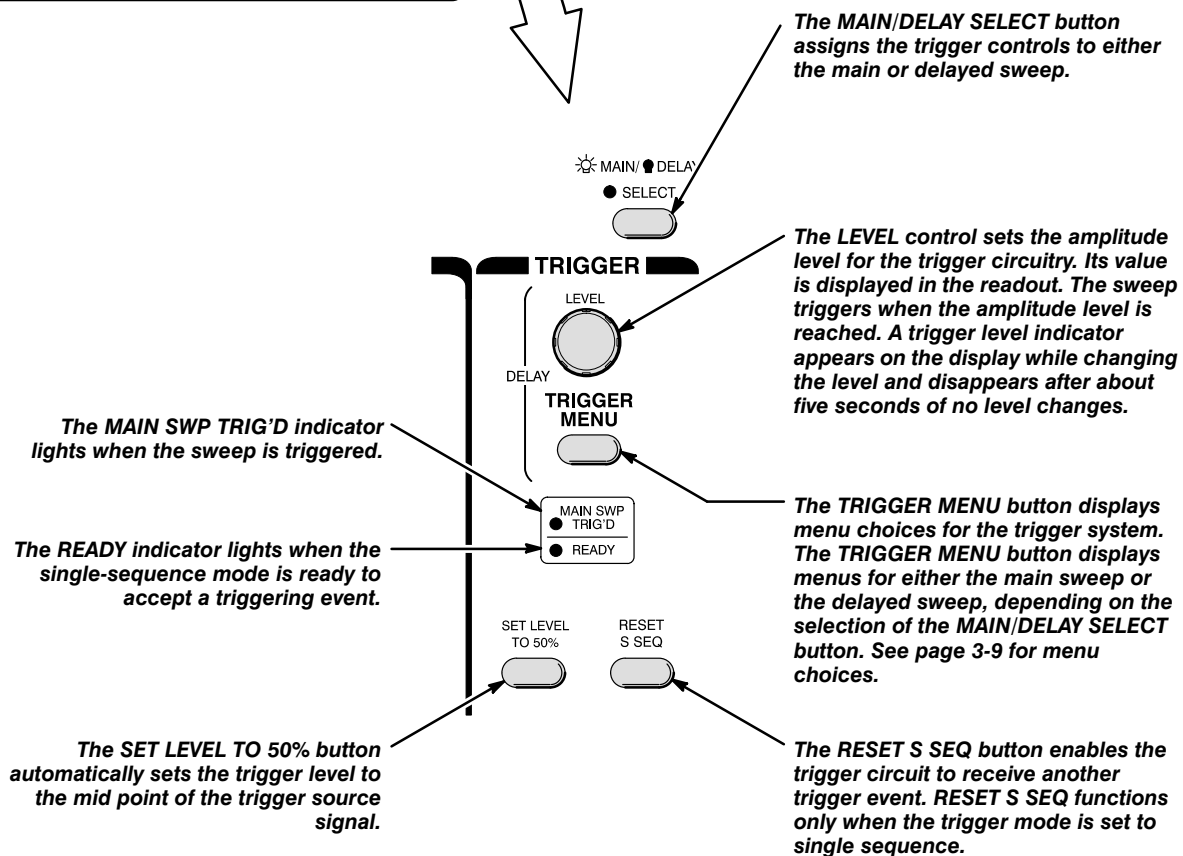 The MAIN/DELAY SELECT button
assigns the trigger controls to either
the main or delayed sweep.
MAIN/ DELAY
SELECT
The LEVEL control sets the amplitude
level for the trigger circuitry. Its value
is displayed in the readout. The sweep
triggers when the amplitude level is
reached. A trigger level indicator
appears on the display while changing
the level and disappears after about
five seconds of no level changes.
TRIGGER
LEVEL
DELAY
TRIGGER
MENU
The MAIN SWP TRIG'D indicator
lights when the sweep is triggered.
MAIN SWP
TRIG'D
READY
The READY indicator lights when the
single-sequence mode is ready to
accept a triggering event.
The TRIGGER MENU button displays
menu choices for the trigger system.
The TRIGGER MENU button displays
menus for either the main sweep or
the delayed sweep, depending on the
selection of the MAIN/DELAY SELECT
button. See page 3-9 for menu
choices.
SET LEVEL
TO 50%
RESET
S SEQ
The SET LEVEL TO 50% button
automatically sets the trigger level to
the mid point of the trigger source
signal.
The RESET S SEQ button enables the
trigger circuit to receive another
trigger event. RESET S SEQ functions
only when the trigger mode is set to
single sequence.